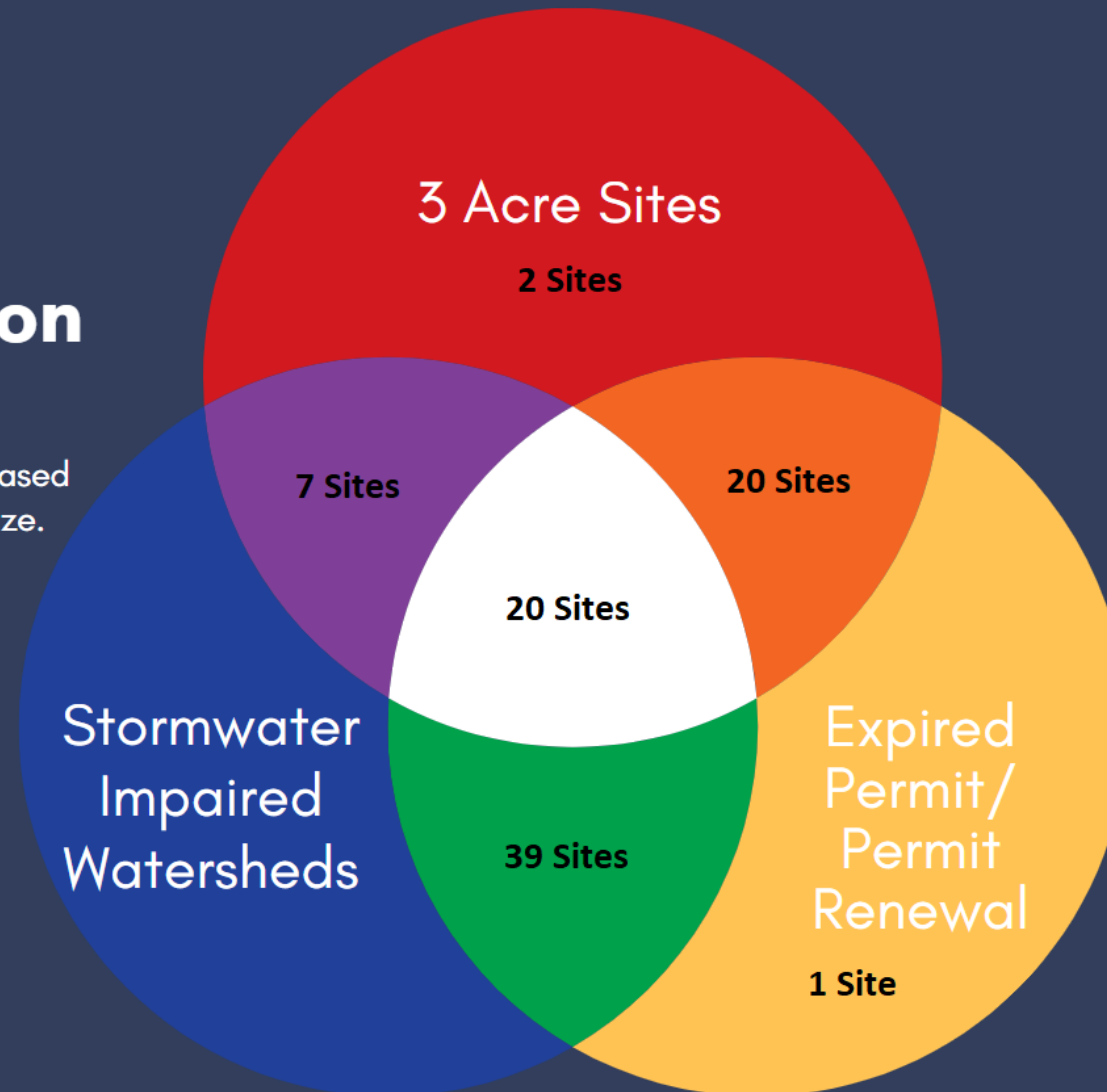 3 Acre Sites
2 Sites
on
ased
ze.
7 Sites
20 Sites
20 Sites
Stormwater
Impaired
Watersheds
Expired
Permit/
Permit
Renewal
39 Sites
1 Site